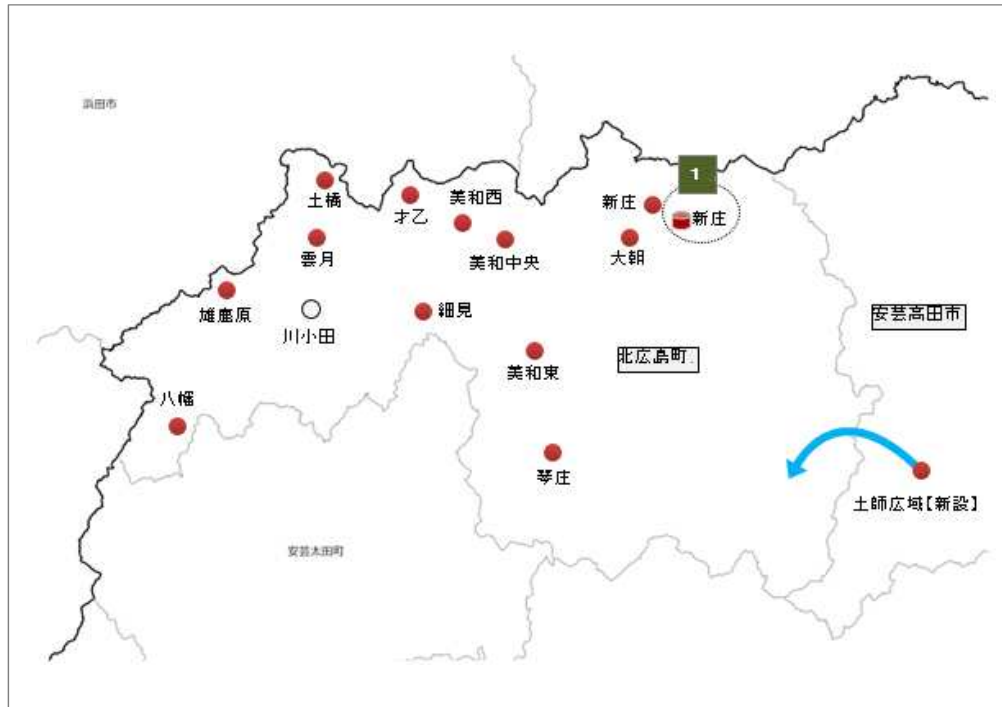 浜田市
1
土橋
才乙
美和西
新庄
新庄
雲月
美和中央
大朝
雄鹿原
川小田
細見
安芸高田市
美和東
北広島町
八幡
琴庄
土師広域【新設】
安芸太田町